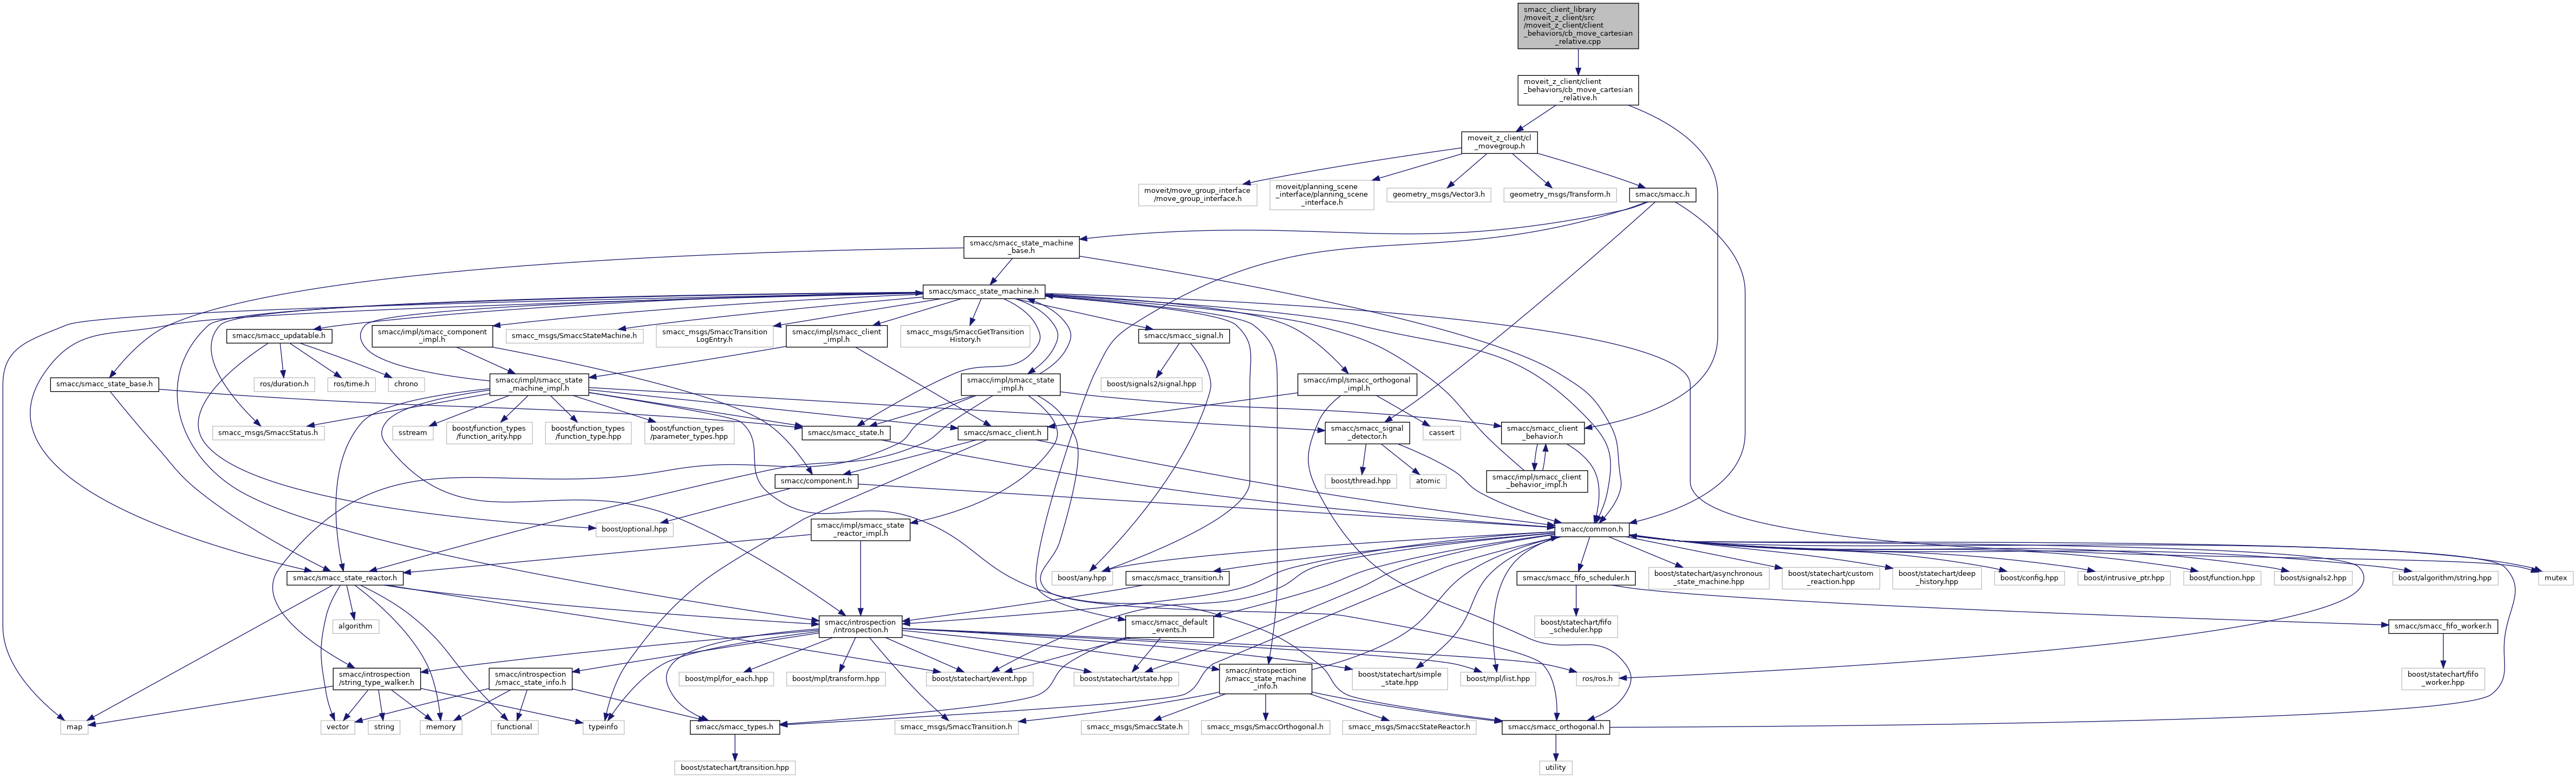 smacc_client_library
/moveit_z_client/src
/moveit_z_client/client
_behaviors/cb_move_cartesian
_relative.cpp
moveit_z_client/client
_behaviors/cb_move_cartesian
_relative.h
moveit_z_client/cl
_movegroup.h
moveit/move_group_interface
/move_group_interface.h
moveit/planning_scene
_interface/planning_scene
_interface.h
geometry_msgs/Vector3.h
geometry_msgs/Transform.h
smacc/smacc.h
smacc/smacc_state_machine
_base.h
smacc/smacc_state_machine.h
smacc/smacc_updatable.h
smacc/impl/smacc_component
_impl.h
smacc_msgs/SmaccStateMachine.h
smacc_msgs/SmaccTransition
LogEntry.h
smacc/impl/smacc_client
_impl.h
smacc_msgs/SmaccGetTransition
History.h
smacc/smacc_signal.h
smacc/smacc_state_base.h
ros/duration.h
ros/time.h
chrono
smacc/impl/smacc_state
_machine_impl.h
smacc/impl/smacc_state
_impl.h
boost/signals2/signal.hpp
smacc/impl/smacc_orthogonal
_impl.h
smacc_msgs/SmaccStatus.h
sstream
boost/function_types
/function_arity.hpp
boost/function_types
/function_type.hpp
boost/function_types
/parameter_types.hpp
smacc/smacc_state.h
smacc/smacc_client.h
smacc/smacc_signal
_detector.h
cassert
smacc/smacc_client
_behavior.h
smacc/component.h
boost/thread.hpp
atomic
smacc/impl/smacc_client
_behavior_impl.h
boost/optional.hpp
smacc/impl/smacc_state
_reactor_impl.h
smacc/common.h
smacc/smacc_state_reactor.h
boost/any.hpp
smacc/smacc_transition.h
smacc/smacc_fifo_scheduler.h
boost/statechart/asynchronous
_state_machine.hpp
boost/statechart/custom
_reaction.hpp
boost/statechart/deep
_history.hpp
boost/config.hpp
boost/intrusive_ptr.hpp
boost/function.hpp
boost/signals2.hpp
boost/algorithm/string.hpp
mutex
algorithm
smacc/introspection
/introspection.h
smacc/smacc_default
_events.h
boost/statechart/fifo
_scheduler.hpp
smacc/smacc_fifo_worker.h
smacc/introspection
/string_type_walker.h
smacc/introspection
/smacc_state_info.h
boost/mpl/for_each.hpp
boost/mpl/transform.hpp
boost/statechart/event.hpp
boost/statechart/state.hpp
smacc/introspection
/smacc_state_machine
_info.h
boost/statechart/simple
_state.hpp
boost/mpl/list.hpp
ros/ros.h
boost/statechart/fifo
_worker.hpp
map
vector
string
memory
functional
typeinfo
smacc/smacc_types.h
smacc_msgs/SmaccTransition.h
smacc_msgs/SmaccState.h
smacc_msgs/SmaccOrthogonal.h
smacc_msgs/SmaccStateReactor.h
smacc/smacc_orthogonal.h
boost/statechart/transition.hpp
utility